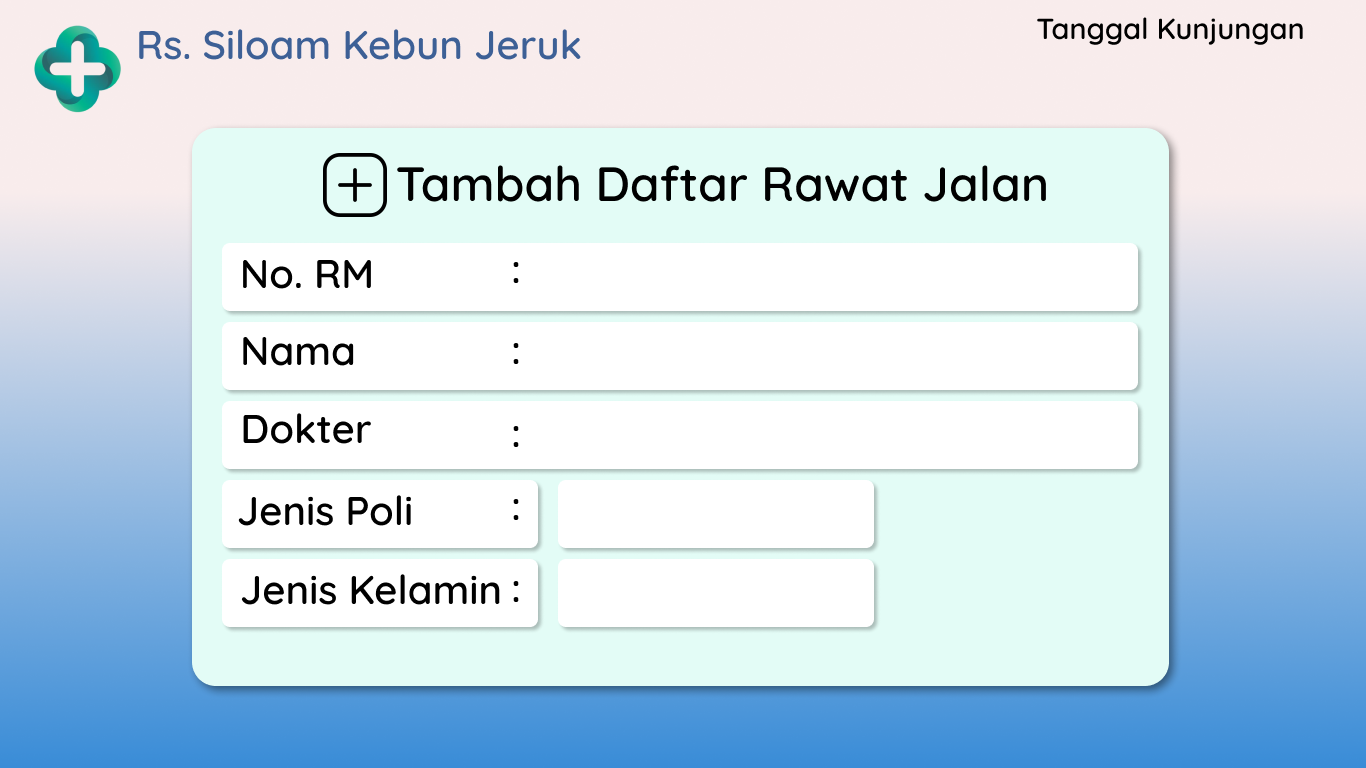 Rs. Siloam Kebun Jeruk
Tanggal Kunjungan
Tambah Daftar Rawat Jalan
No. RM :
Nama :
Dokter :
Jenis Poli :
Jenis Kelamin :